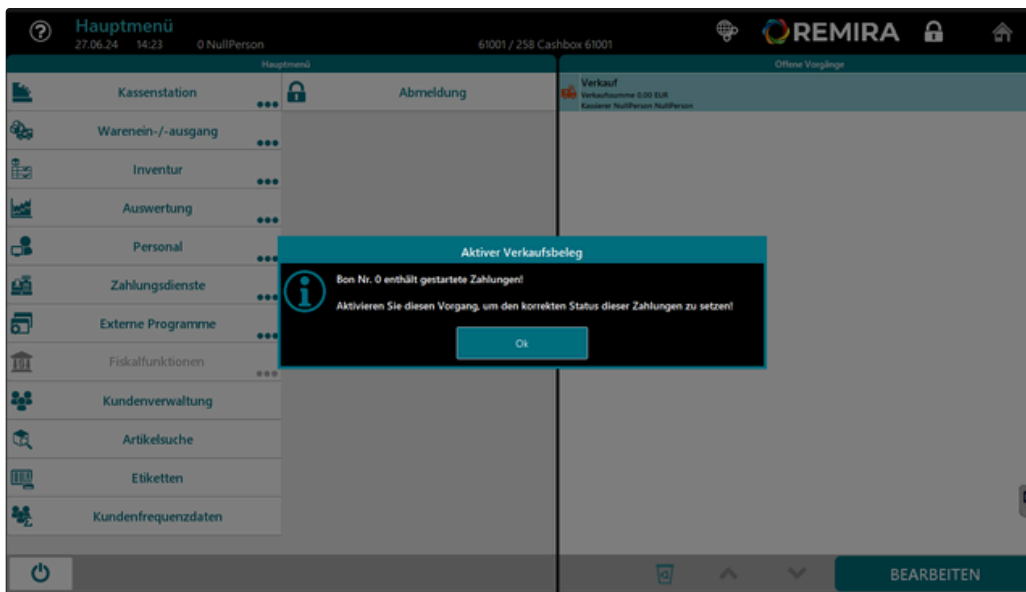 Hauptmenü
27.06.24 14:23 0 NullPerson
61001 / 258 Cashbox 61001
REMIRA
Hauptmenü
Offene Vorgänge
Kassenstation
Abmeldung
Verkauf
Verkaufssumme 0,00 EUR
Kassierer NullPerson NullPerson
Warenein-/-ausgang
Inventur
Auswertung
Personal
Zahlungsdienste
Externe Programme
Fiskalfunktionen
Kundenverwaltung
Artikelsuche
Etiketten
Kundenfrequenzdaten
Aktiver Verkaufsbeleg
Bon Nr. 0 enthält gestartete Zahlungen!
Aktivieren Sie diesen Vorgang, um den korrekten Status dieser Zahlungen zu setzen!
Ok
BEARBEITEN